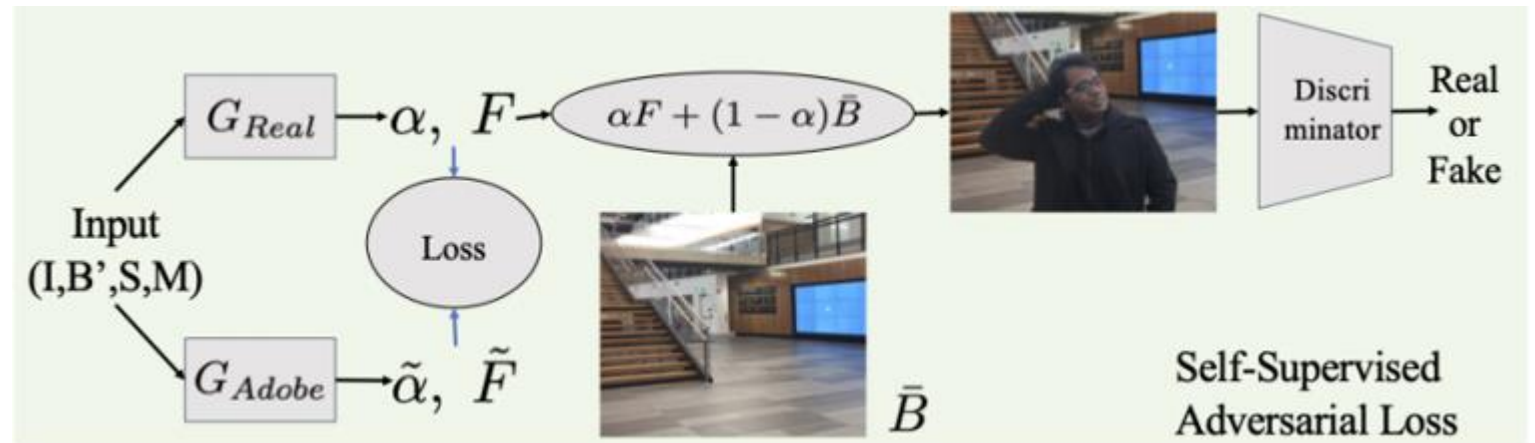 G_Real
α, F
αF + (1 − α)B̄
Discri
minator
Real
or
Fake
Input
(I,B’,S,M)
Loss
G_Adobe
α̃, F̃
B̄
Self-Supervised
Adversarial Loss